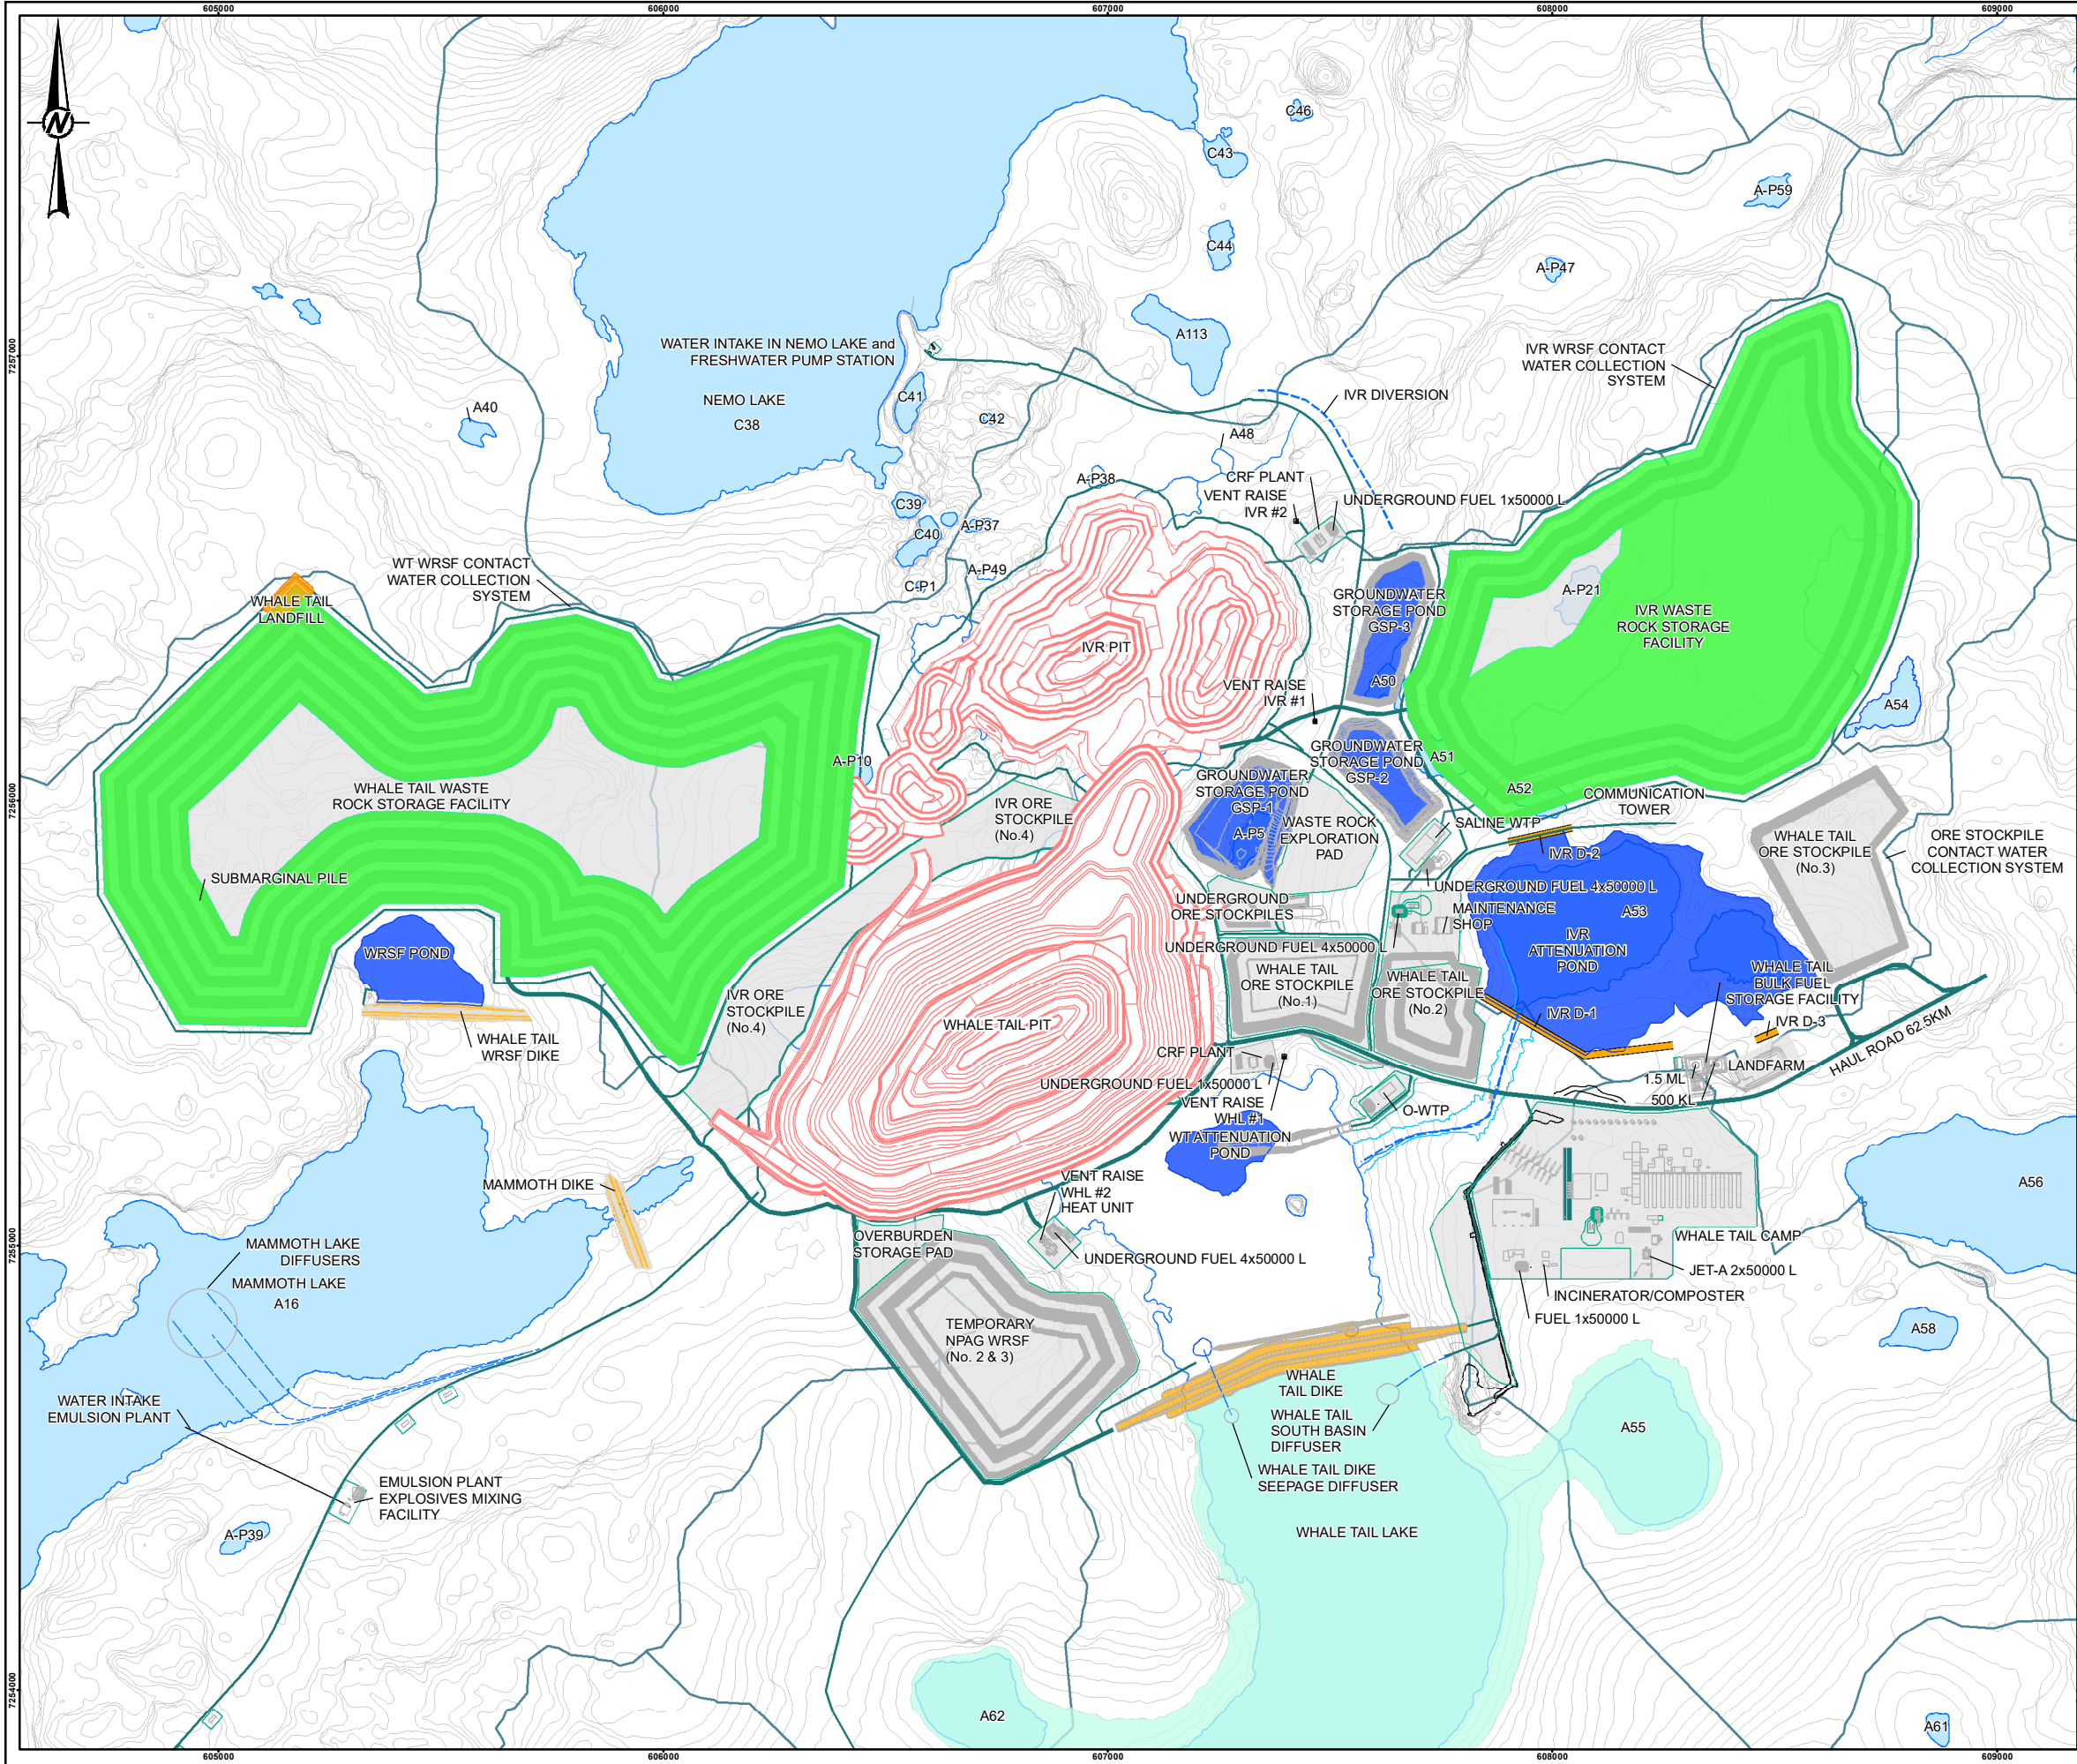 605000
606000
607000
608000
609000
N
C46
C43
A-P59
C44
A-P47
7257000
A113
WATER INTAKE IN NEMO LAKE and
FRESHWATER PUMP STATION
IVR WRSF CONTACT
WATER COLLECTION
SYSTEM
NEMO LAKE
C38
C41
IVR DIVERSION
A40
C42
A48
A-P38
CRF PLANT
VENT RAISE
IVR #2
UNDERGROUND FUEL 1x50000 L
C39
A-P37
C40
WT WRSF CONTACT
WATER COLLECTION
SYSTEM
A-P49
C-P1
WHALE TAIL
LANDFILL
GROUNDWATER
STORAGE POND
GSP-3
A-P21
IVR WASTE
ROCK STORAGE
FACILITY
IVR PIT
A50
VENT RAISE
IVR #1
A54
GROUNDWATER
STORAGE POND
GSP-2
A51
A-P10
GROUNDWATER
STORAGE POND
GSP-1
A-P5
A52
WHALE TAIL WASTE
ROCK STORAGE FACILITY
7256000
COMMUNICATION
TOWER
IVR ORE
STOCKPILE
(No.4)
WASTE ROCK
EXPLORATION
PAD
SALINE WTP
IVR D-2
WHALE TAIL
ORE STOCKPILE
(No.3)
ORE STOCKPILE
CONTACT WATER
COLLECTION SYSTEM
SUBMARGINAL PILE
UNDERGROUND FUEL 4x50000 L
UNDERGROUND
ORE STOCKPILES
MAINTENANCE
SHOP
A53
IVR
ATTENUATION
POND
WRSF POND
UNDERGROUND FUEL 4x50000 L
WHALE TAIL
ORE STOCKPILE
(No.1)
WHALE TAIL
ORE STOCKPILE
(No.2)
WHALE TAIL
BULK FUEL
STORAGE FACILITY
IVR ORE
STOCKPILE
(No.4)
WHALE TAIL PIT
IVR D-1
IVR D-3
HAUL ROAD 62.5KM
WHALE TAIL
WRSF DIKE
CRF PLANT
UNDERGROUND FUEL 1x50000 L
VENT RAISE
WHL #1
LANDFARM
1.5 ML
500 KL
O-WTP
WT ATTENUATION
POND
MAMMOTH DIKE
VENT RAISE
WHL #2
HEAT UNIT
A56
7255000
MAMMOTH LAKE
DIFFUSERS
MAMMOTH LAKE
A16
OVERBURDEN
STORAGE PAD
UNDERGROUND FUEL 4x50000 L
WHALE TAIL CAMP
JET-A 2x50000 L
INCINERATOR/COMPOSTER
FUEL 1x50000 L
TEMPORARY
NPAG WRSF
(No. 2 & 3)
A58
WHALE
TAIL DIKE
WATER INTAKE
EMULSION PLANT
WHALE TAIL
SOUTH BASIN
DIFFUSER
A55
WHALE TAIL DIKE
SEEPAGE DIFFUSER
EMULSION PLANT
EXPLOSIVES MIXING
FACILITY
A-P39
WHALE TAIL LAKE
7254000
A62
A61
605000
606000
607000
608000
609000